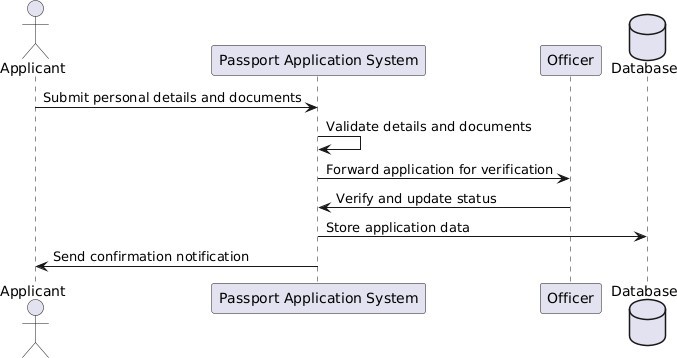 Applicant
Passport Application System
Officer
Database
Submit personal details and documents
Validate details and documents
Forward application for verification
Verify and update status
Store application data
Send confirmation notification
Applicant
Passport Application System
Officer
Database